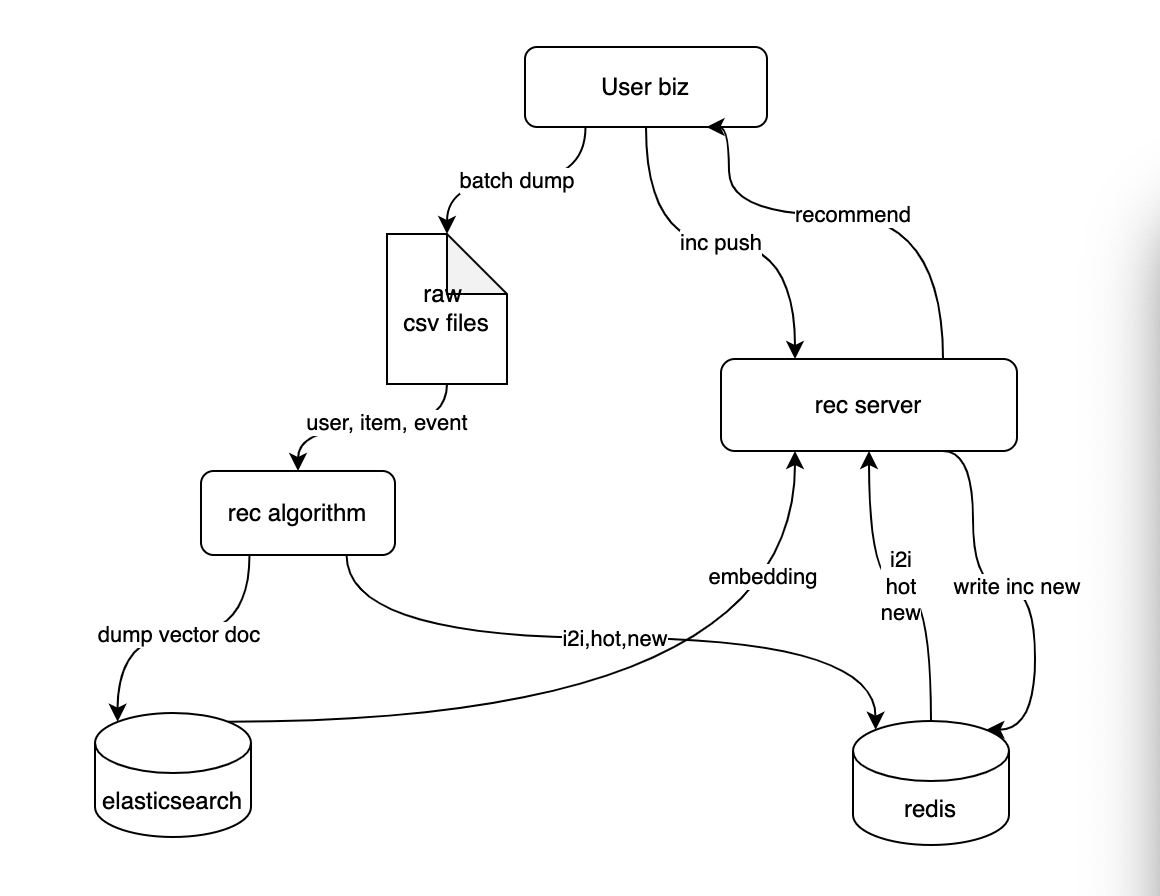 User biz
batch dump
recommend
inc push
raw
csv files
rec server
user, item, event
rec algorithm
i2i
hot
new
embedding
write inc new
dump vector doc
i2i,hot,new
elasticsearch
redis